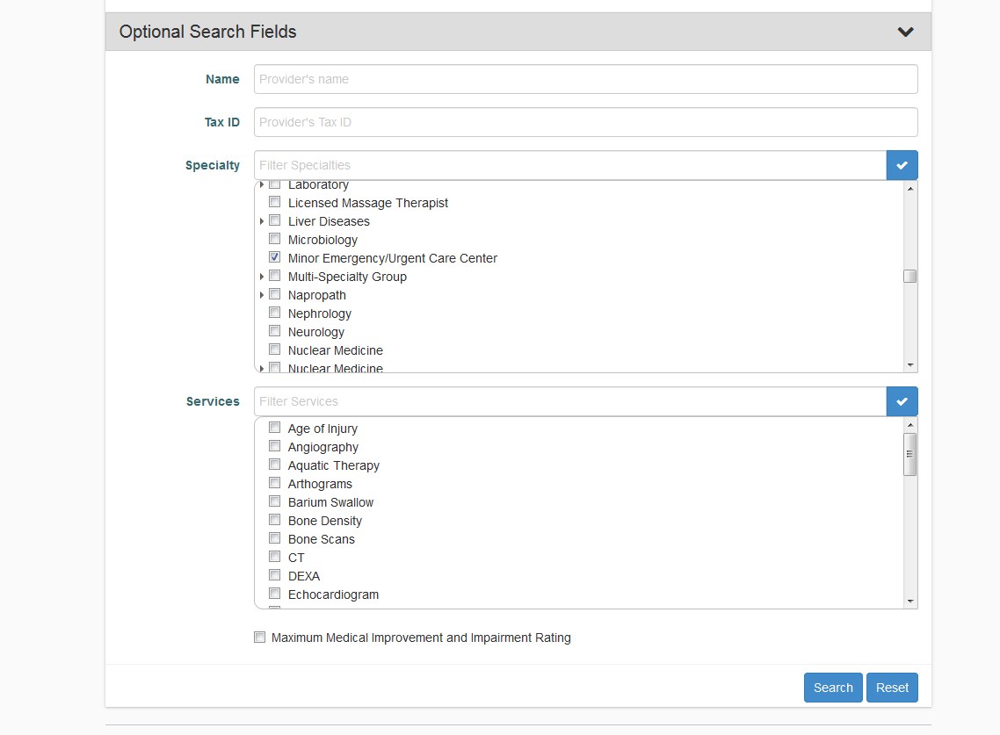 Optional Search Fields
Name
Provider's name
Tax ID
Provider's Tax ID
Specialty
Filter Specialties
Laboratory
Licensed Massage Therapist
Liver Diseases
Microbiology
Minor Emergency/Urgent Care Center
Multi-Specialty Group
Napropath
Nephrology
Neurology
Nuclear Medicine
Nuclear Medicine
Services
Filter Services
Age of Injury
Angiography
Aquatic Therapy
Arthograms
Barium Swallow
Bone Density
Bone Scans
CT
DEXA
Echocardiogram
Maximum Medical Improvement and Impairment Rating
Search Reset